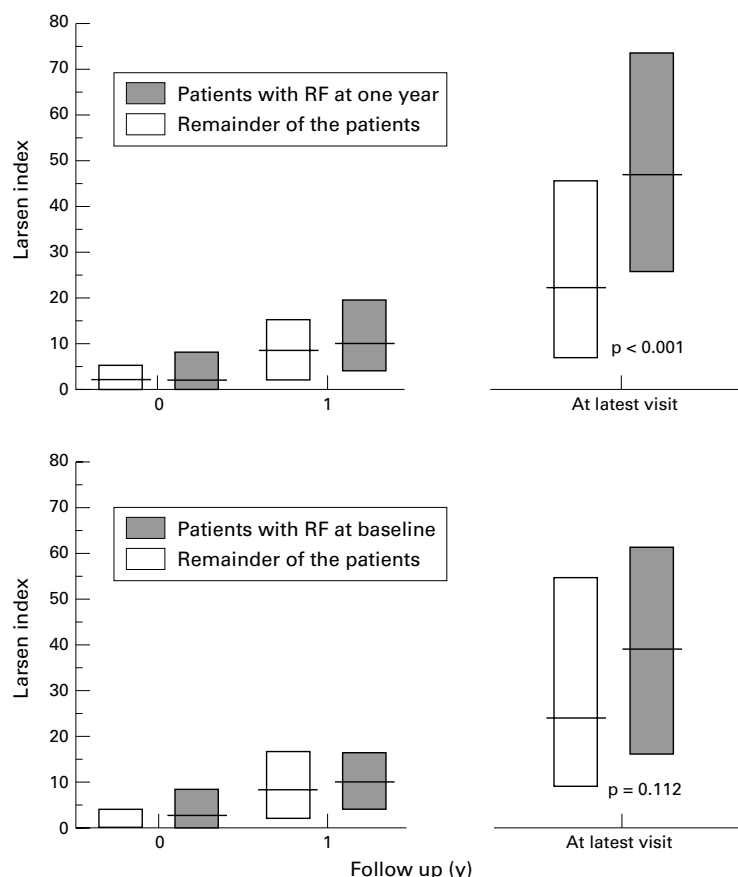 80
70
60
50
40
30
20
10
0
Larsen index
Patients with RF at one year
Remainder of the patients
p < 0.001
0
1
At latest visit
80
70
60
50
40
30
20
10
0
Larsen index
Patients with RF at baseline
Remainder of the patients
p = 0.112
0
1
At latest visit
Follow up (y)